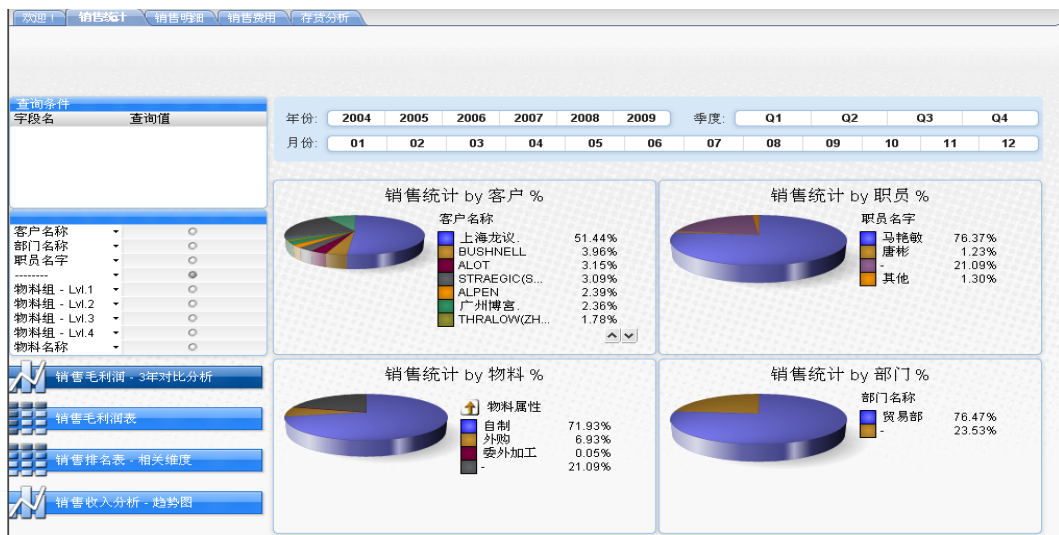 欢迎！ 销售统计 销售明细 销售费用 存货分析
查询条件
字段名 查询值
年份: 2004 2005 2006 2007 2008 2009 季度: Q1 Q2 Q3 Q4
月份: 01 02 03 04 05 06 07 08 09 10 11 12
客户名称
部门名称
职员名字
--------
物料组 - Lvl.1
物料组 - Lvl.2
物料组 - Lvl.3
物料组 - Lvl.4
物料名称
销售毛利润 - 3年对比分析
销售毛利润表
销售排名表 - 相关维度
销售收入分析 - 趋势图
销售统计 by 客户 %
客户名称
上海龙议. 51.44%
BUSHNELL 3.96%
ALOT 3.15%
STRAEGIC(S... 3.09%
ALPEN 2.39%
广州博宫. 2.36%
THRALOW(ZH... 1.78%
销售统计 by 职员 %
职员名字
马艳敏 76.37%
唐彬 1.23%
- 21.09%
其他 1.30%
销售统计 by 物料 %
物料属性
自制 71.93%
外购 6.93%
委外加工 0.05%
- 21.09%
销售统计 by 部门 %
部门名称
贸易部 76.47%
- 23.53%